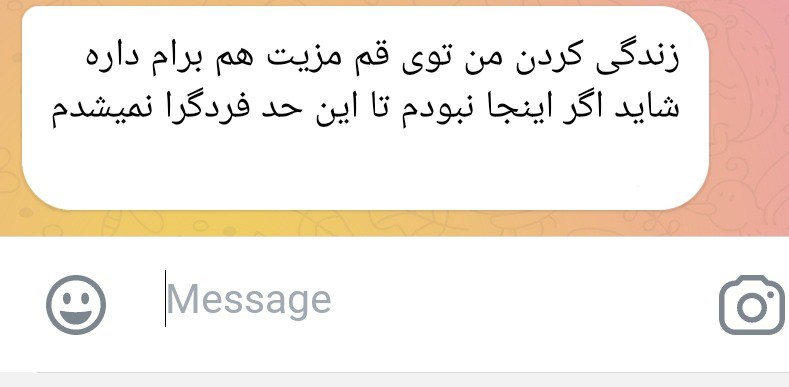 زندگی کردن من توی قم مزیت هم برام داره
شاید اگر اینجا نبودم تا این حد فردگرا نمیشدم
Message